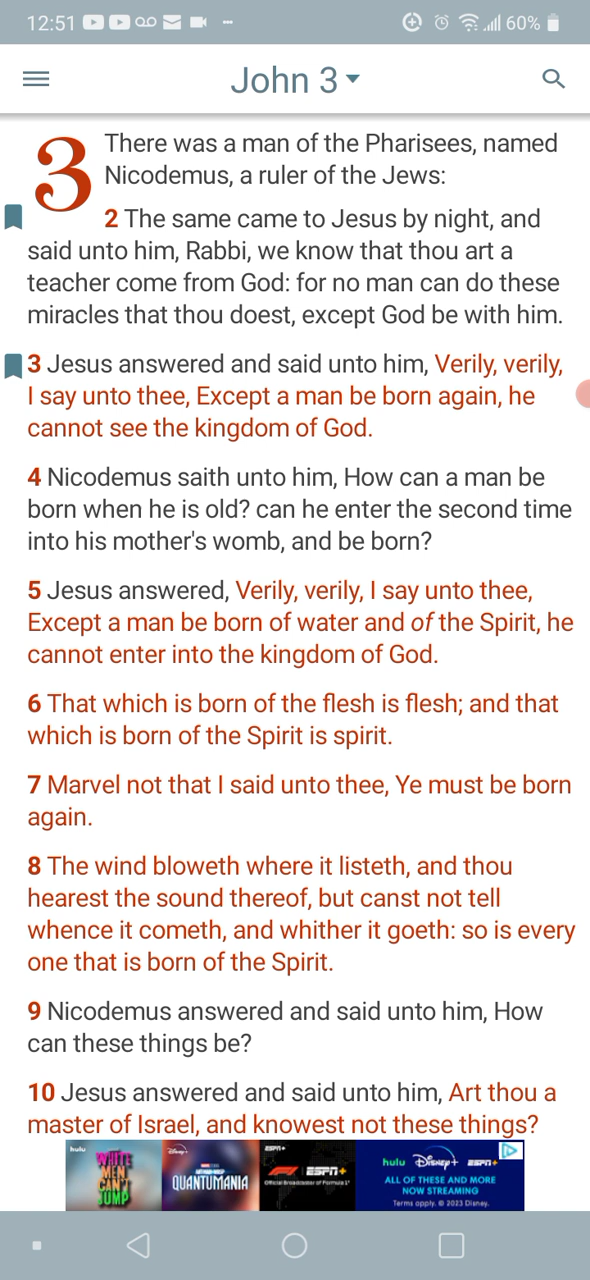 12:51 60%
John 3
3 There was a man of the Pharisees, named
Nicodemus, a ruler of the Jews:
2 The same came to Jesus by night, and
said unto him, Rabbi, we know that thou art a
teacher come from God: for no man can do these
miracles that thou doest, except God be with him.
3 Jesus answered and said unto him, Verily, verily,
I say unto thee, Except a man be born again, he
cannot see the kingdom of God.
4 Nicodemus saith unto him, How can a man be
born when he is old? can he enter the second time
into his mother's womb, and be born?
5 Jesus answered, Verily, verily, I say unto thee,
Except a man be born of water and of the Spirit, he
cannot enter into the kingdom of God.
6 That which is born of the flesh is flesh; and that
which is born of the Spirit is spirit.
7 Marvel not that I said unto thee, Ye must be born
again.
8 The wind bloweth where it listeth, and thou
hearest the sound thereof, but canst not tell
whence it cometh, and whither it goeth: so is every
one that is born of the Spirit.
9 Nicodemus answered and said unto him, How
can these things be?
10 Jesus answered and said unto him, Art thou a
master of Israel, and knowest not these things?
hulu
WHITE
MEN
CAN'T
JUMP
Disney+
QUANTUMANIA
ESPN+
F1 ESPN+
Official Broadcaster of Formula 1
hulu Disney+ ESPN+
ALL OF THESE AND MORE
NOW STREAMING
Terms apply. © 2023 Disney.